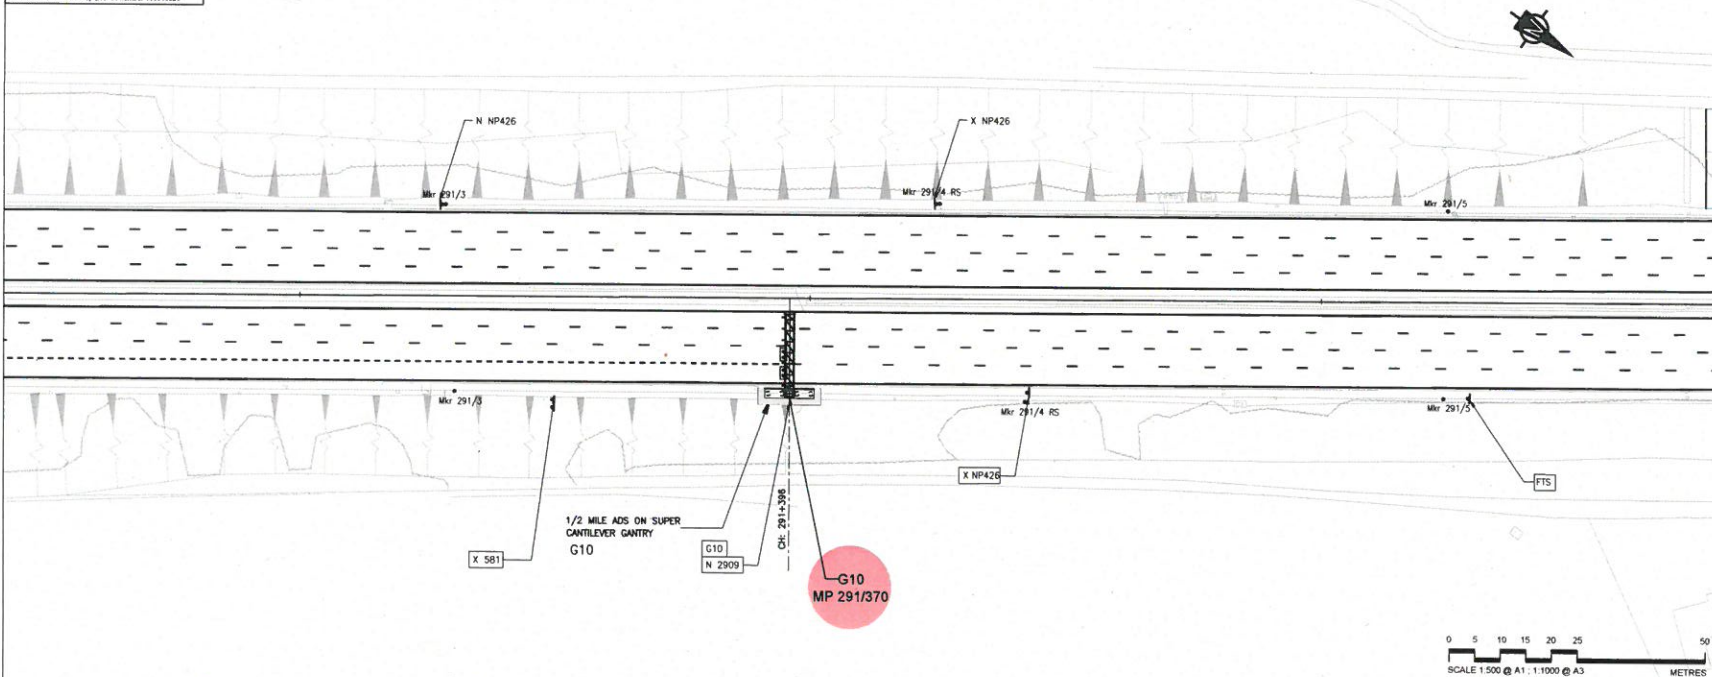 N NP426
X NP426
Mkr 291/3
Mkr 291/4 RS
Mkr 291/5
Mkr 291/3
Mkr 291/4 RS
Mkr 291/5
X NP426
FTS
1/2 MILE ADS ON SUPER
CANTILEVER GANTRY
G10
CH: 291+396
X 581
G10
N 2909
G10
MP 291/370
0 5 10 15 20 25 50
SCALE 1:500 @ A1 ; 1:1000 @ A3 METRES